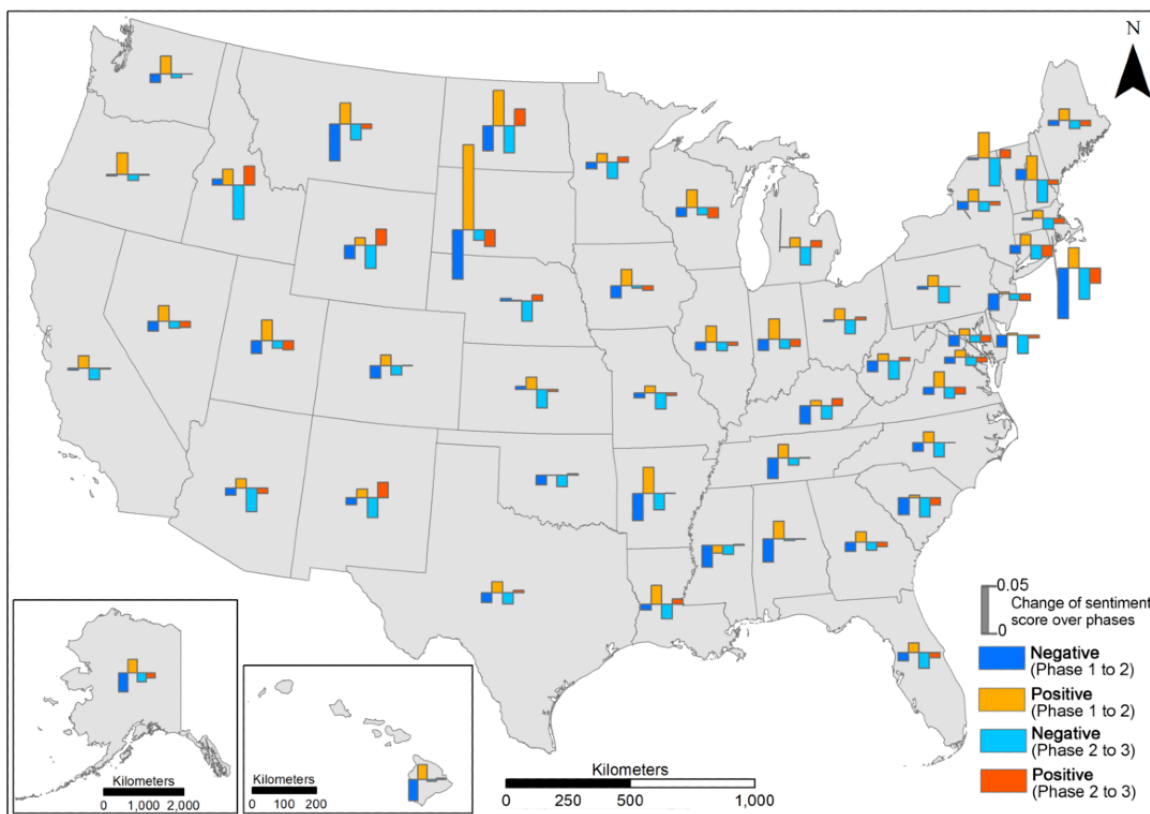 N
0.05
Change of sentiment
score over phases
0
Negative
(Phase 1 to 2)
Positive
(Phase 1 to 2)
Negative
(Phase 2 to 3)
Positive
(Phase 2 to 3)
Kilometers
0 1,000 2,000
Kilometers
0 100 200
Kilometers
0 250 500 1,000